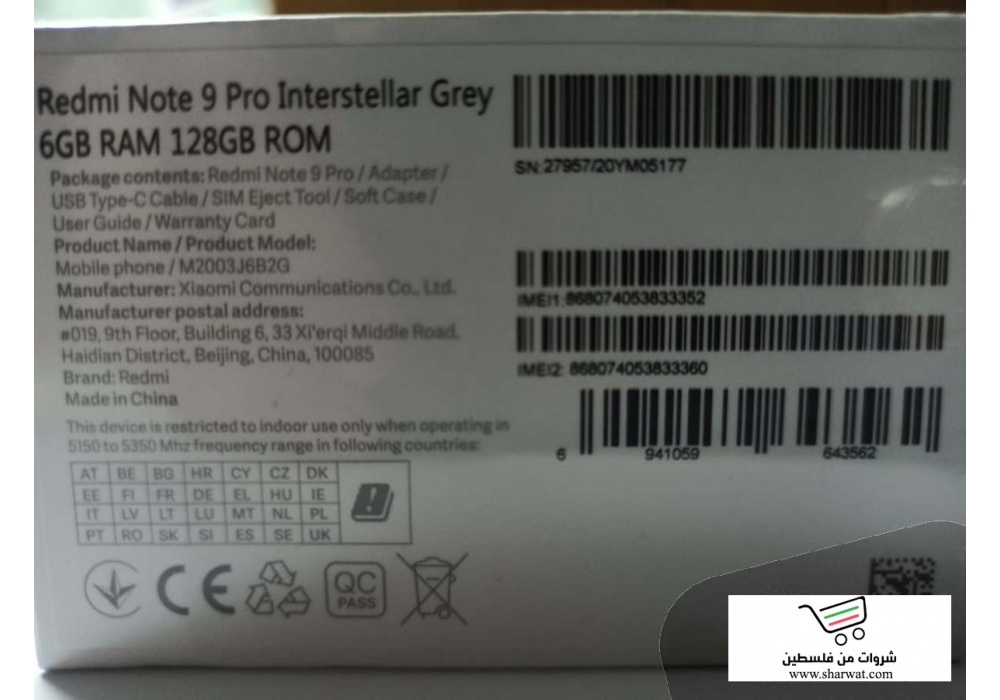 Redmi Note 9 Pro Interstellar Grey
6GB RAM 128GB ROM
Package contents: Redmi Note 9 Pro / Adapter /
USB Type-C Cable / SIM Eject Tool / Soft Case /
User Guide / Warranty Card
Product Name / Product Model:
Mobile phone / M2003J6B2G
Manufacturer: Xiaomi Communications Co., Ltd.
Manufacturer postal address:
#019, 9th Floor, Building 6, 33 Xi'erqi Middle Road,
Haidian District, Beijing, China, 100085
Brand: Redmi
Made in China
This device is restricted to indoor use only when operating in
5150 to 5350 Mhz frequency range in following countries:
AT BE BG HR CY CZ DK
EE FI FR DE EL HU IE
IT LV LT LU MT NL PL
PT RO SK SI ES SE UK
CE
QC
PASS
SN:27957/20YM05177
IMEI1:868074053833352
IMEI2: 868074053833360
6 941059 643562
شروات من فلسطين
www.sharwat.com